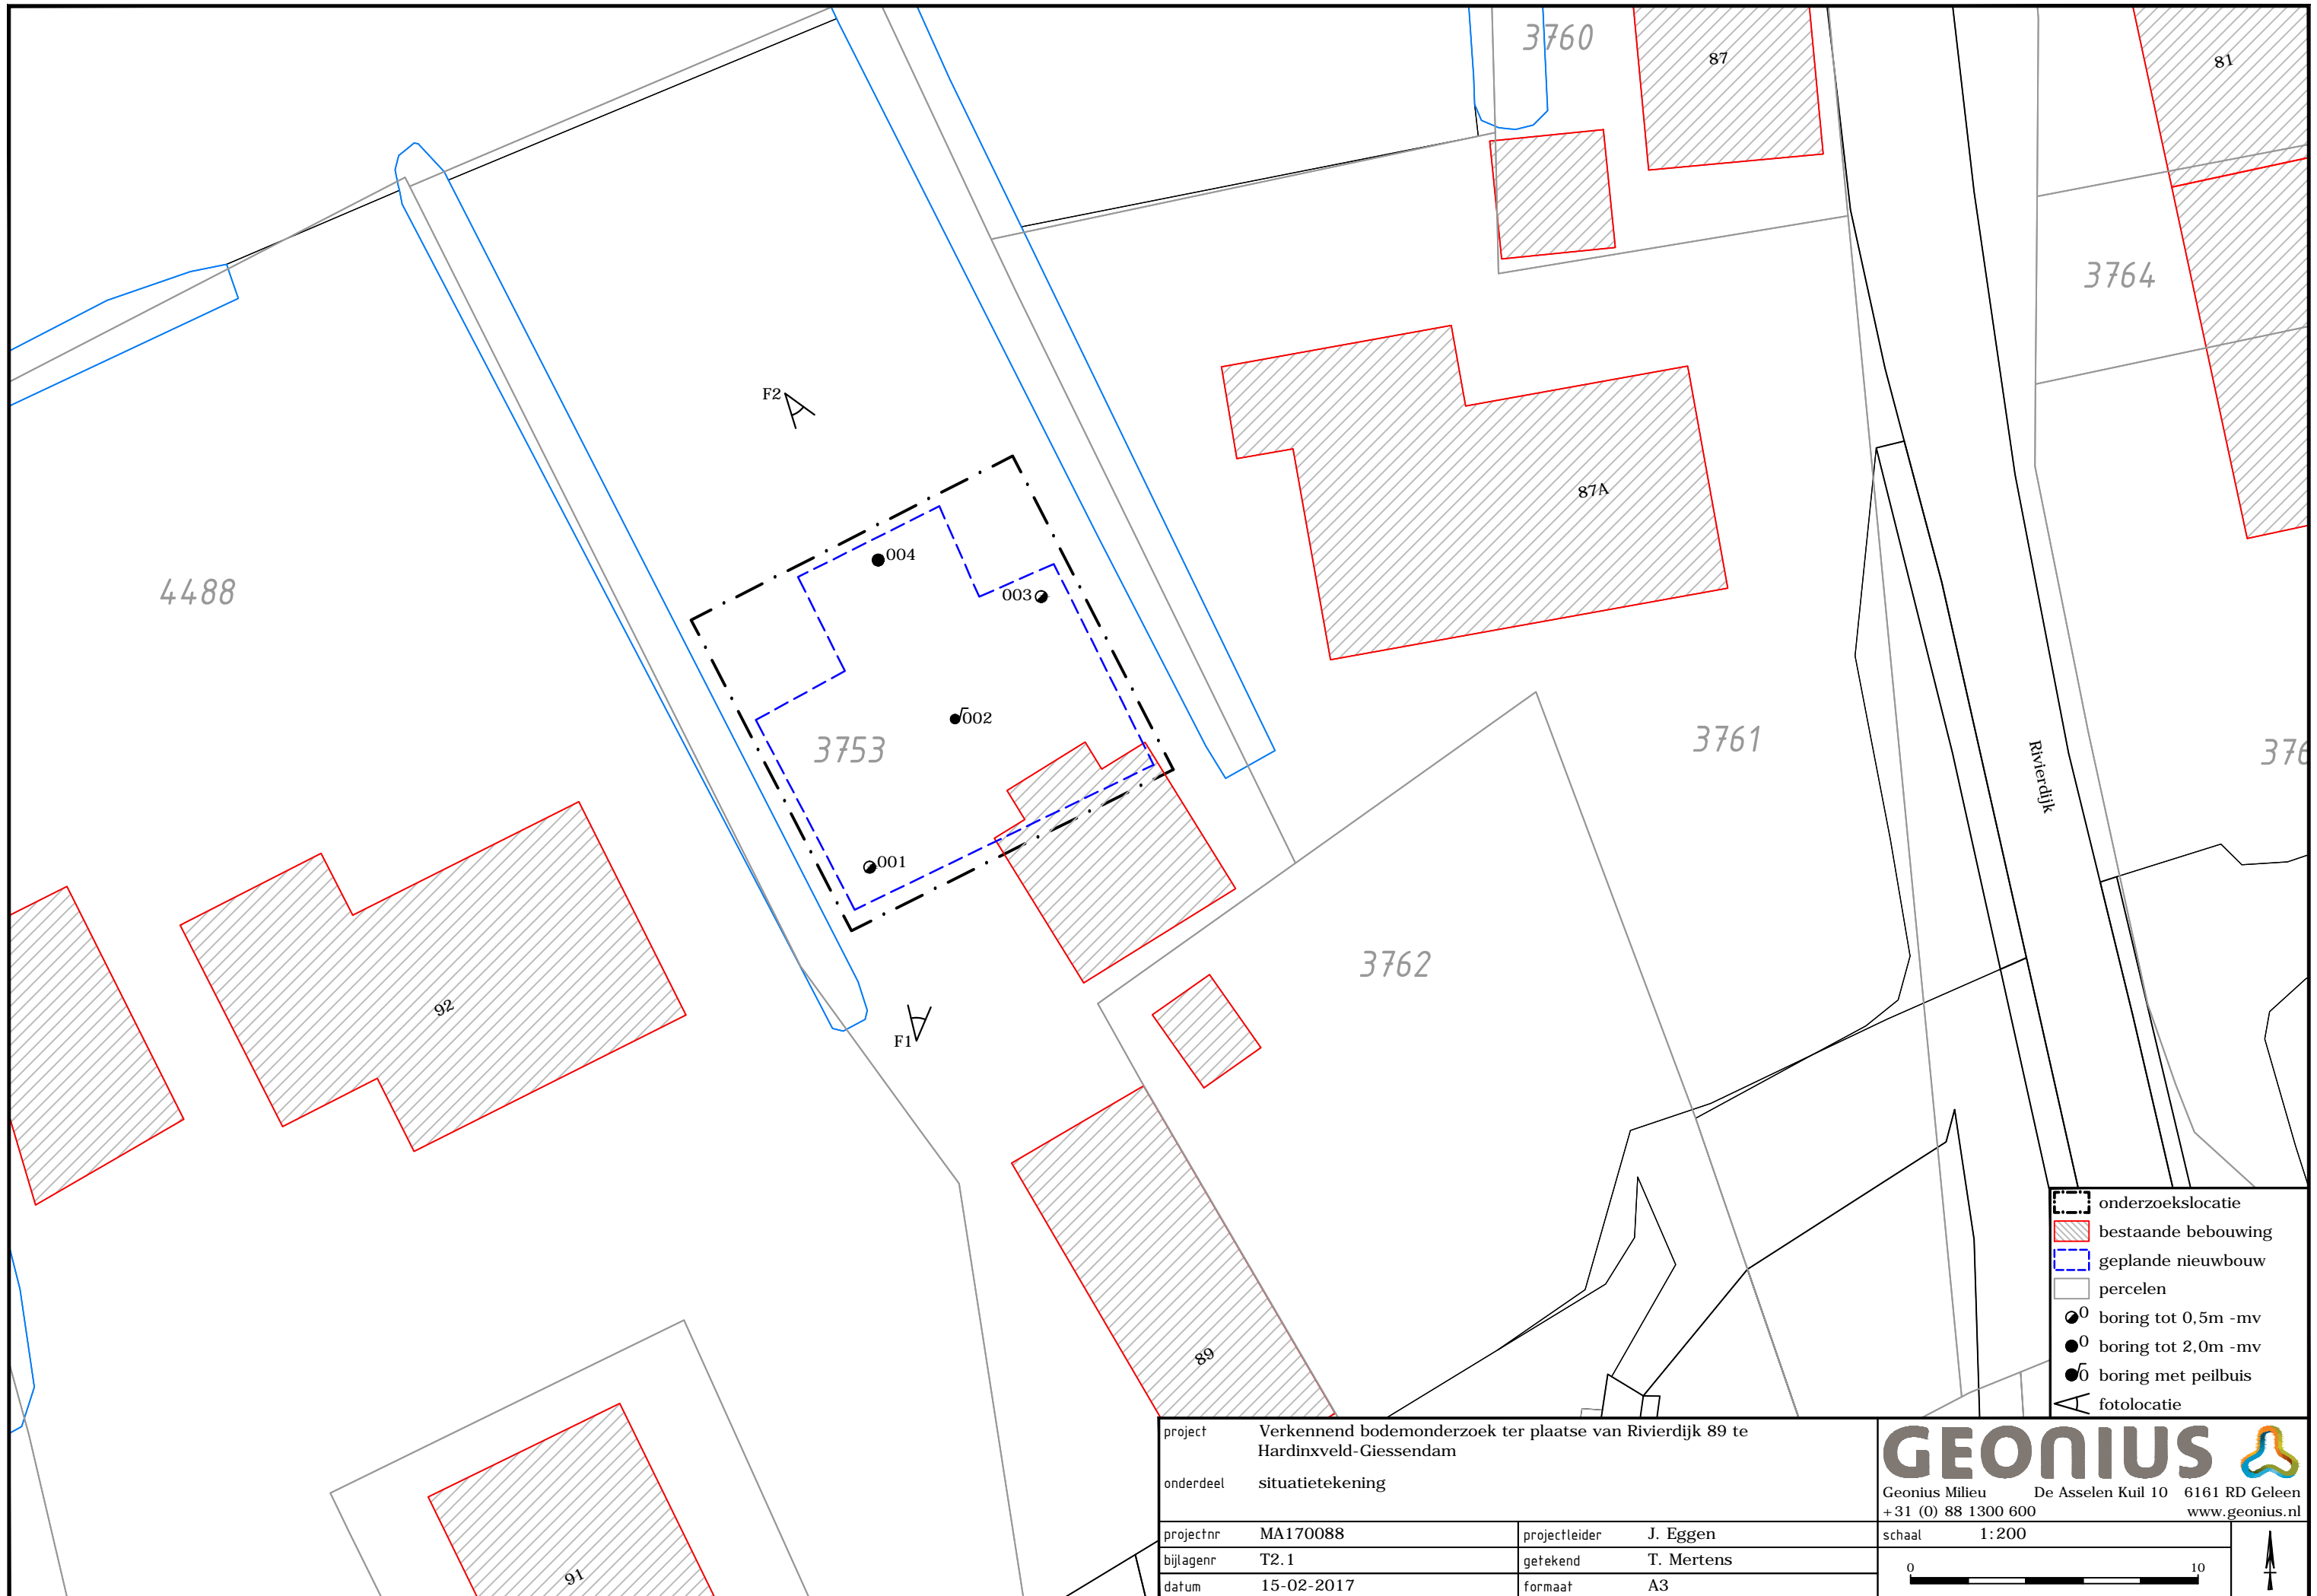 3760
87
81
3764
F2
87A
004
003
4488
002
3753
3761
Rivierdijk
376
001
3762
92
F1
89
91
onderzoekslocatie
bestaande bebouwing
geplande nieuwbouw
percelen
0 boring tot 0,5m -mv
0 boring tot 2,0m -mv
0 boring met peilbuis
fotolocatie
project Verkennend bodemonderzoek ter plaatse van Rivierdijk 89 te
Hardinxveld-Giessendam
onderdeel situatietekening
GEONIUS
Geonius Milieu De Asselen Kuil 10 6161 RD Geleen
+31 (0) 88 1300 600 www.geonius.nl
projectnr MA170088 projectleider J. Eggen
schaal 1:200
bijlagenr T2.1 getekend T. Mertens
0 10
datum 15-02-2017 formaat A3